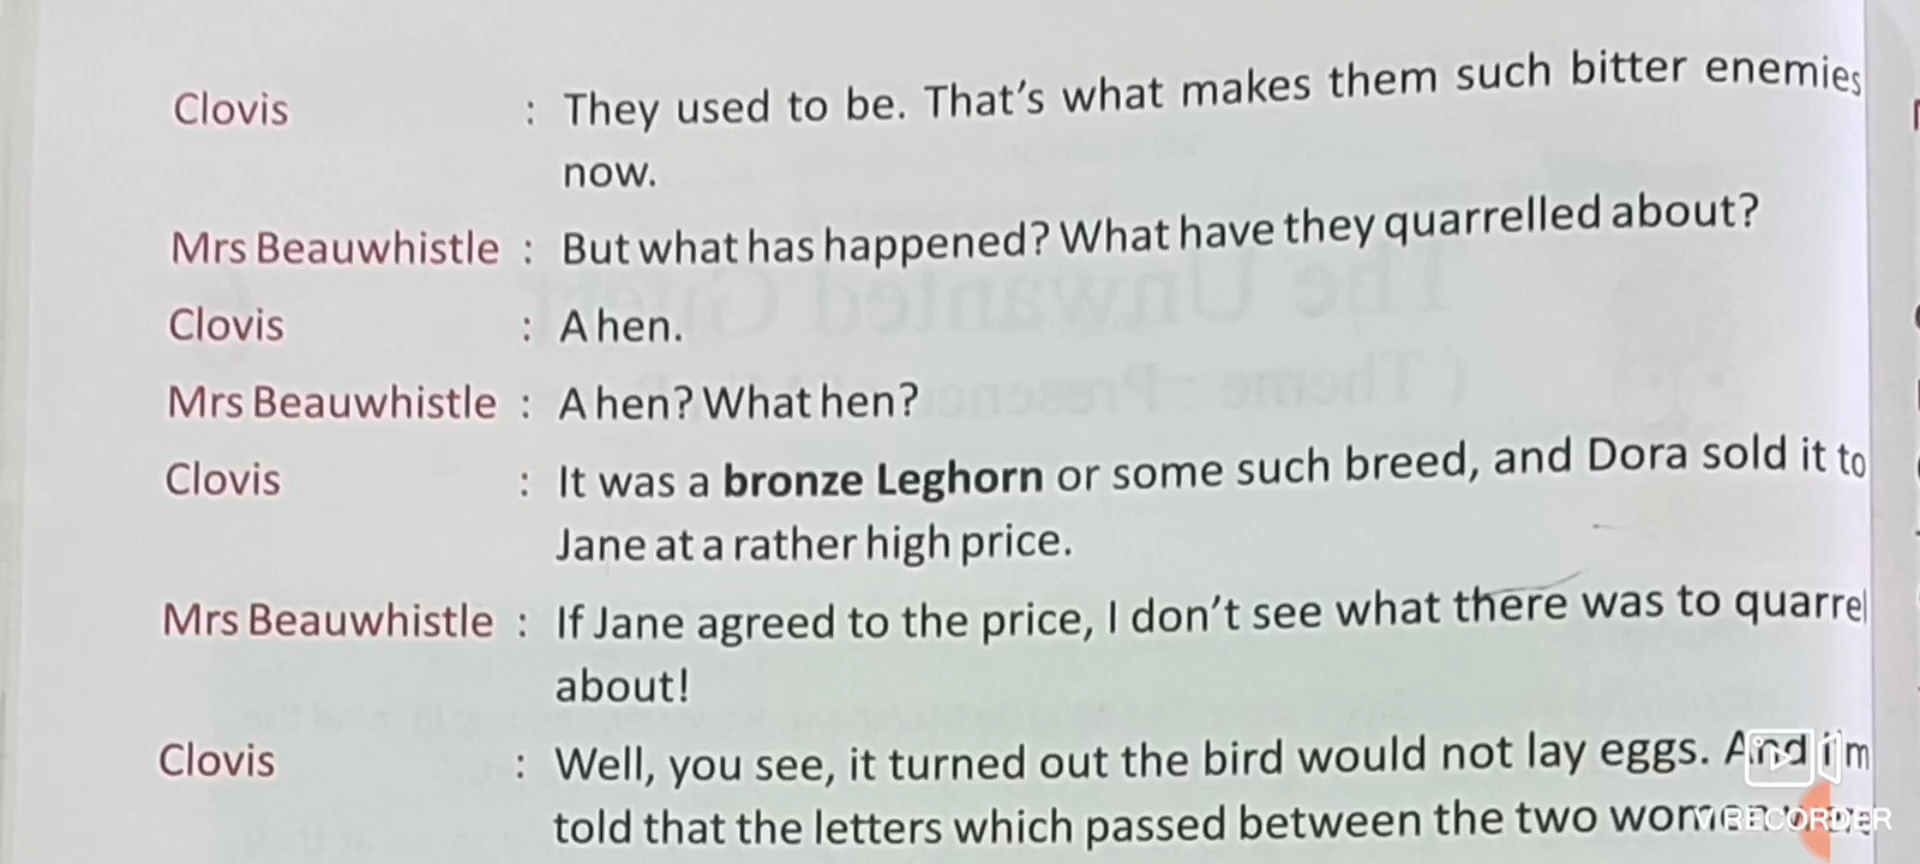 Clovis : They used to be. That's what makes them such bitter enemies
now.
Mrs Beauwhistle : But what has happened? What have they quarrelled about?
Clovis : A hen.
Mrs Beauwhistle : A hen? What hen?
Clovis : It was a bronze Leghorn or some such breed, and Dora sold it to
Jane at a rather high price.
Mrs Beauwhistle : If Jane agreed to the price, I don't see what there was to quarrel
about!
Clovis : Well, you see, it turned out the bird would not lay eggs. And I'm
told that the letters which passed between the two women
V RECORDER